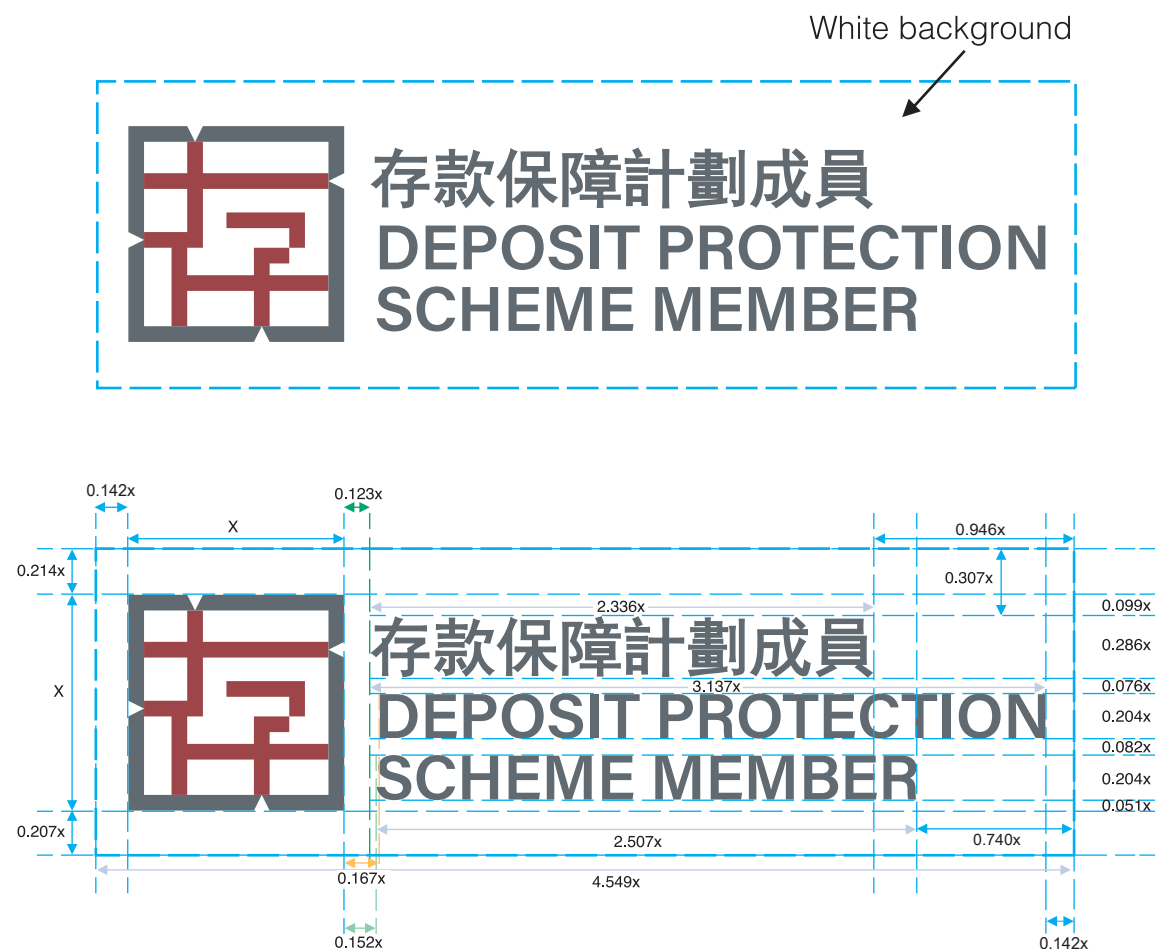 White background
存款保障計劃成員
DEPOSIT PROTECTION
SCHEME MEMBER
0.142x
0.123x
X
0.946x
0.214x
0.307x
2.336x
0.099x
存款保障計劃成員
0.286x
X
3.137x
0.076x
DEPOSIT PROTECTION
0.204x
0.082x
SCHEME MEMBER
0.204x
0.051x
0.207x
2.507x
0.740x
0.167x
4.549x
0.152x
0.142x